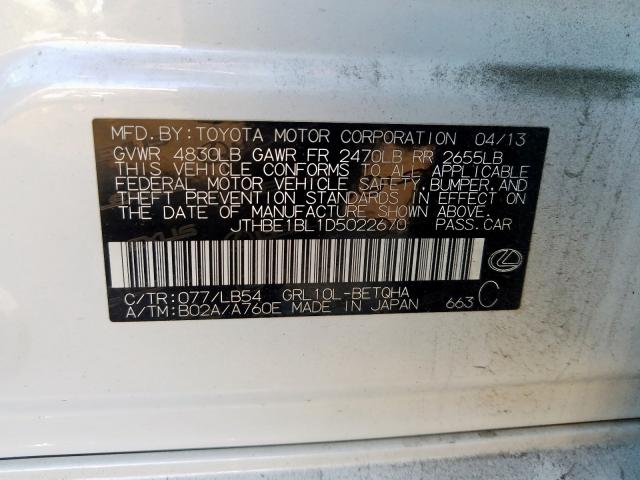 MFD. BY: TOYOTA MOTOR CORPORATION 04/13
GVWR 4830LB GAWR FR 2470LB RR 2655LB
THIS VEHICLE CONFORMS TO ALL APPLICABLE
FEDERAL MOTOR VEHICLE SAFETY, BUMPER, AND
THEFT PREVENTION STANDARDS IN EFFECT ON
THE DATE OF MANUFACTURE SHOWN ABOVE.
JTHBE1BL1D5022670 PASS. CAR
C/TR: 077/LB54 GRL10L-BETQHA
A/TM: B02A/A760E MADE IN JAPAN 663 C